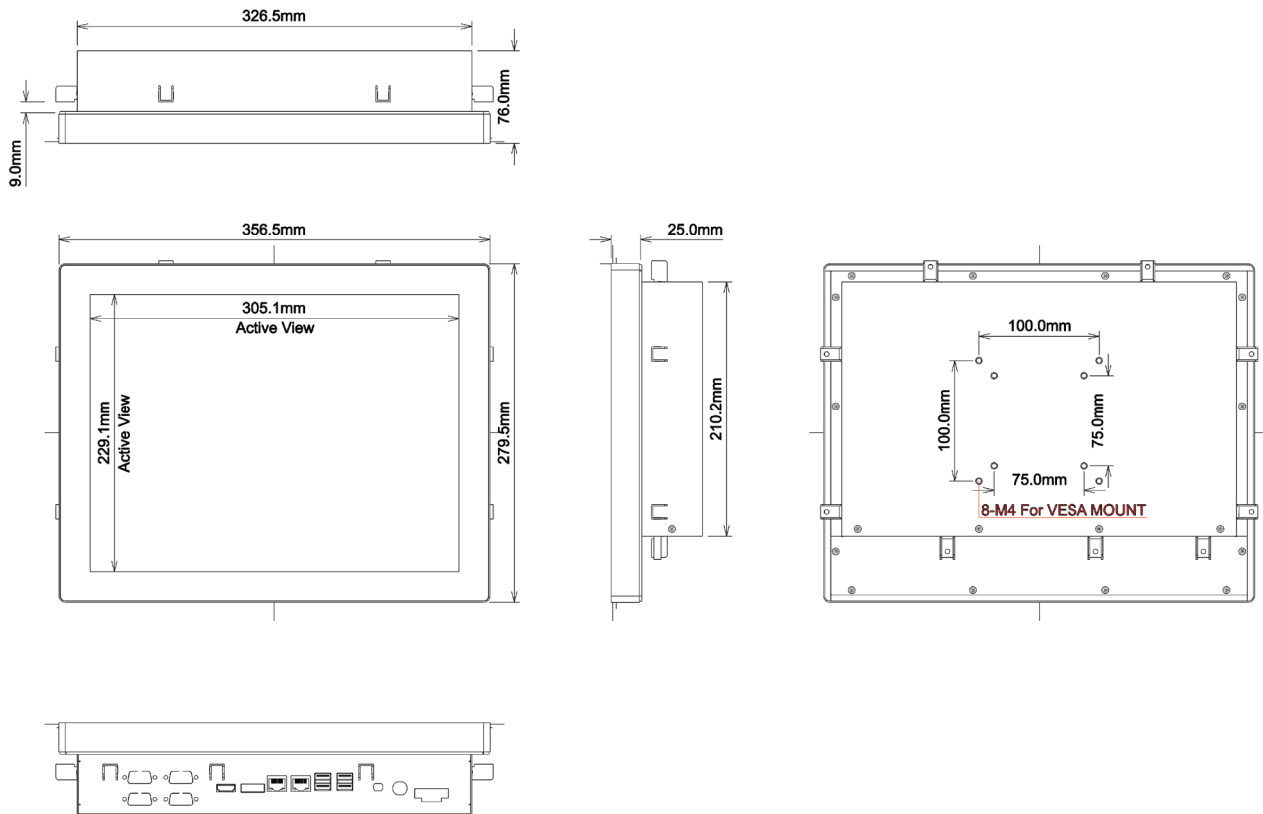 326.5mm
76.0mm
9.0mm
356.5mm
25.0mm
305.1mm
Active View
100.0mm
229.1mm
Active View
279.5mm
210.2mm
100.0mm
75.0mm
75.0mm
8-M4 For VESA MOUNT